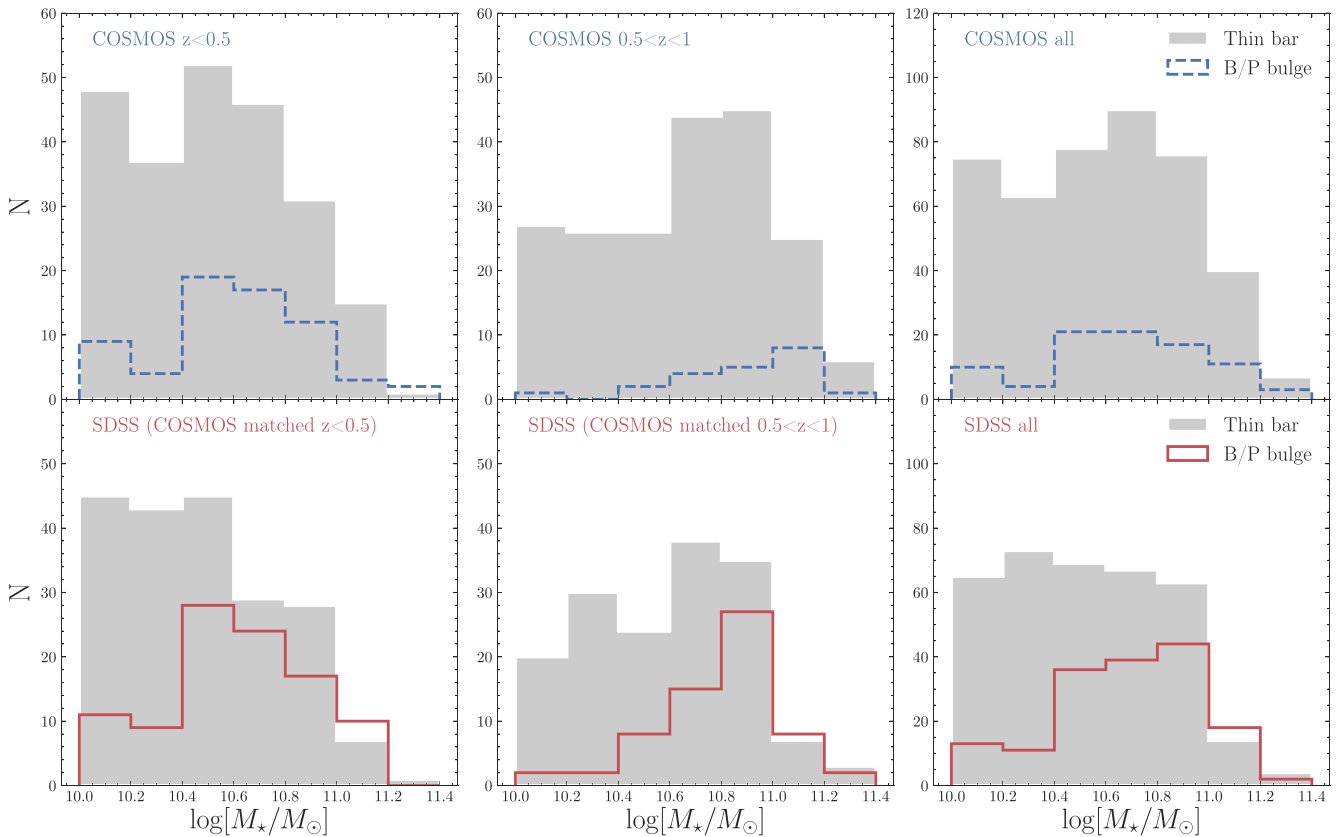 60
50
40
30
20
10
0
N
COSMOS z<0.5
60
50
40
30
20
10
0
COSMOS 0.5<z<1
120
100
80
60
40
20
0
COSMOS all
Thin bar
B/P bulge
50
40
30
20
10
0
N
SDSS (COSMOS matched z<0.5)
10.0 10.2 10.4 10.6 10.8 11.0 11.2 11.4
log[M⋆/M⊙]
50
40
30
20
10
0
SDSS (COSMOS matched 0.5<z<1)
10.0 10.2 10.4 10.6 10.8 11.0 11.2 11.4
log[M⋆/M⊙]
100
80
60
40
20
0
SDSS all
Thin bar
B/P bulge
10.0 10.2 10.4 10.6 10.8 11.0 11.2 11.4
log[M⋆/M⊙]